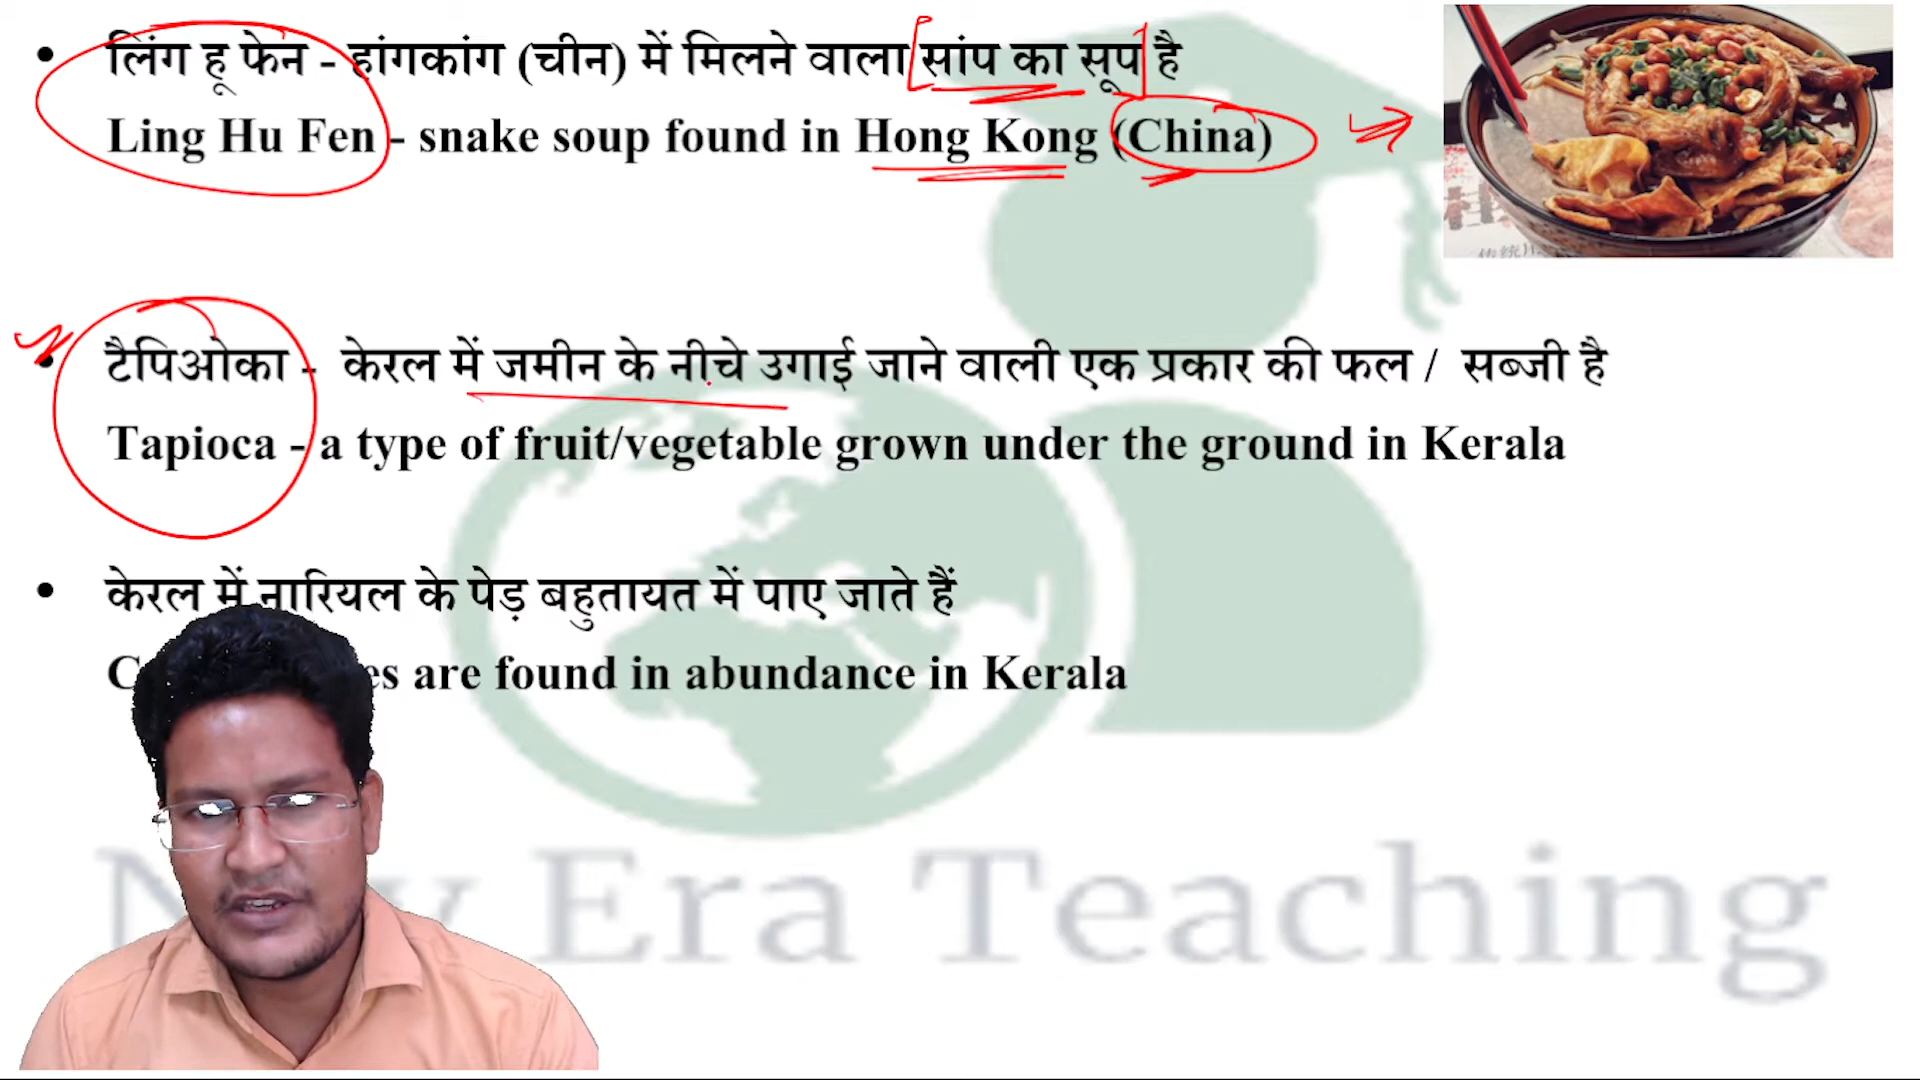 लिंग हू फेन - हांगकांग (चीन) में मिलने वाला सांप का सूप है
Ling Hu Fen - snake soup found in Hong Kong (China)
टैपिओका - केरल में जमीन के नीचे उगाई जाने वाली एक प्रकार की फल / सब्जी है
Tapioca - a type of fruit/vegetable grown under the ground in Kerala
केरल में नारियल के पेड़ बहुतायत में पाए जाते हैं
are found in abundance in Kerala
Era Teaching